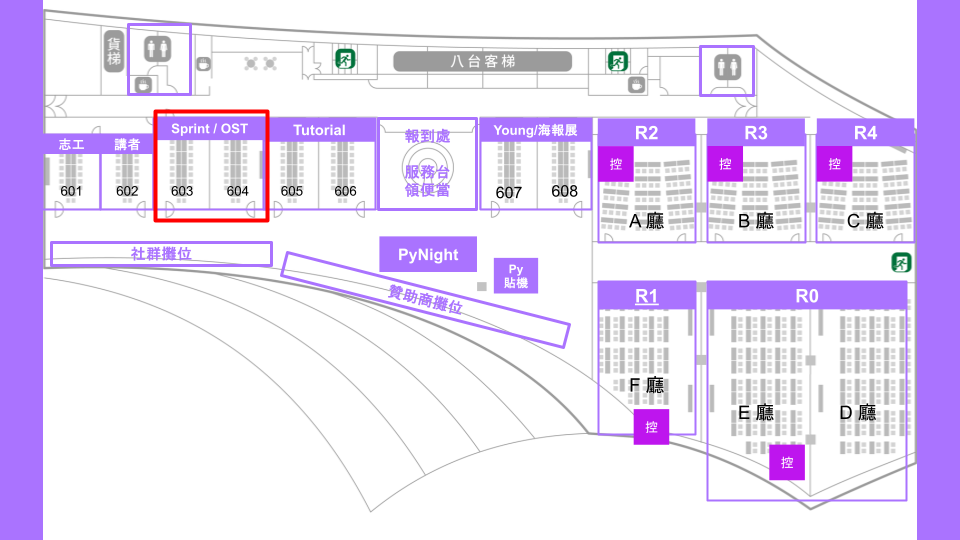 貨梯
八台客梯
志工
講者
Sprint / OST
Tutorial
報到處
服務台
領便當
Young/海報展
R2
R3
R4
控
控
控
601
602
603
604
605
606
607
608
A 廳
B 廳
C 廳
社群攤位
PyNight
Py
貼機
贊助商攤位
R1
R0
F 廳
E 廳
D 廳
控
控